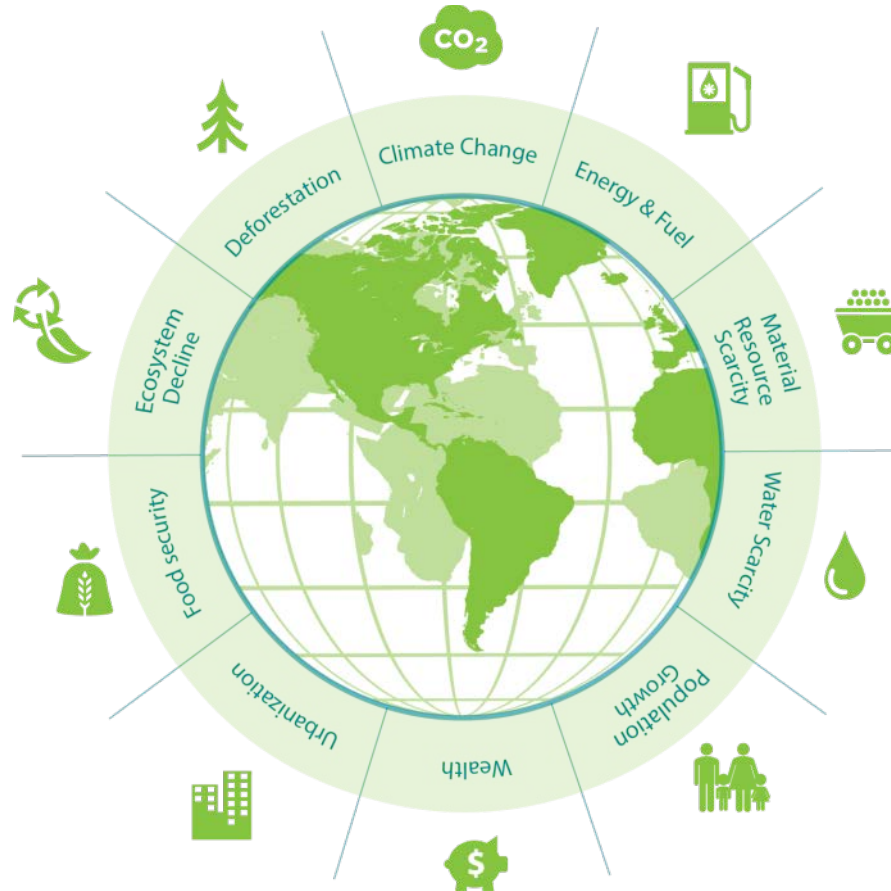 CO₂
Climate Change
Energy & Fuel
Material
Resource
Scarcity
Water Scarcity
Population
Growth
Wealth
$
Urbanization
Food security
Ecosystem
Decline
Deforestation